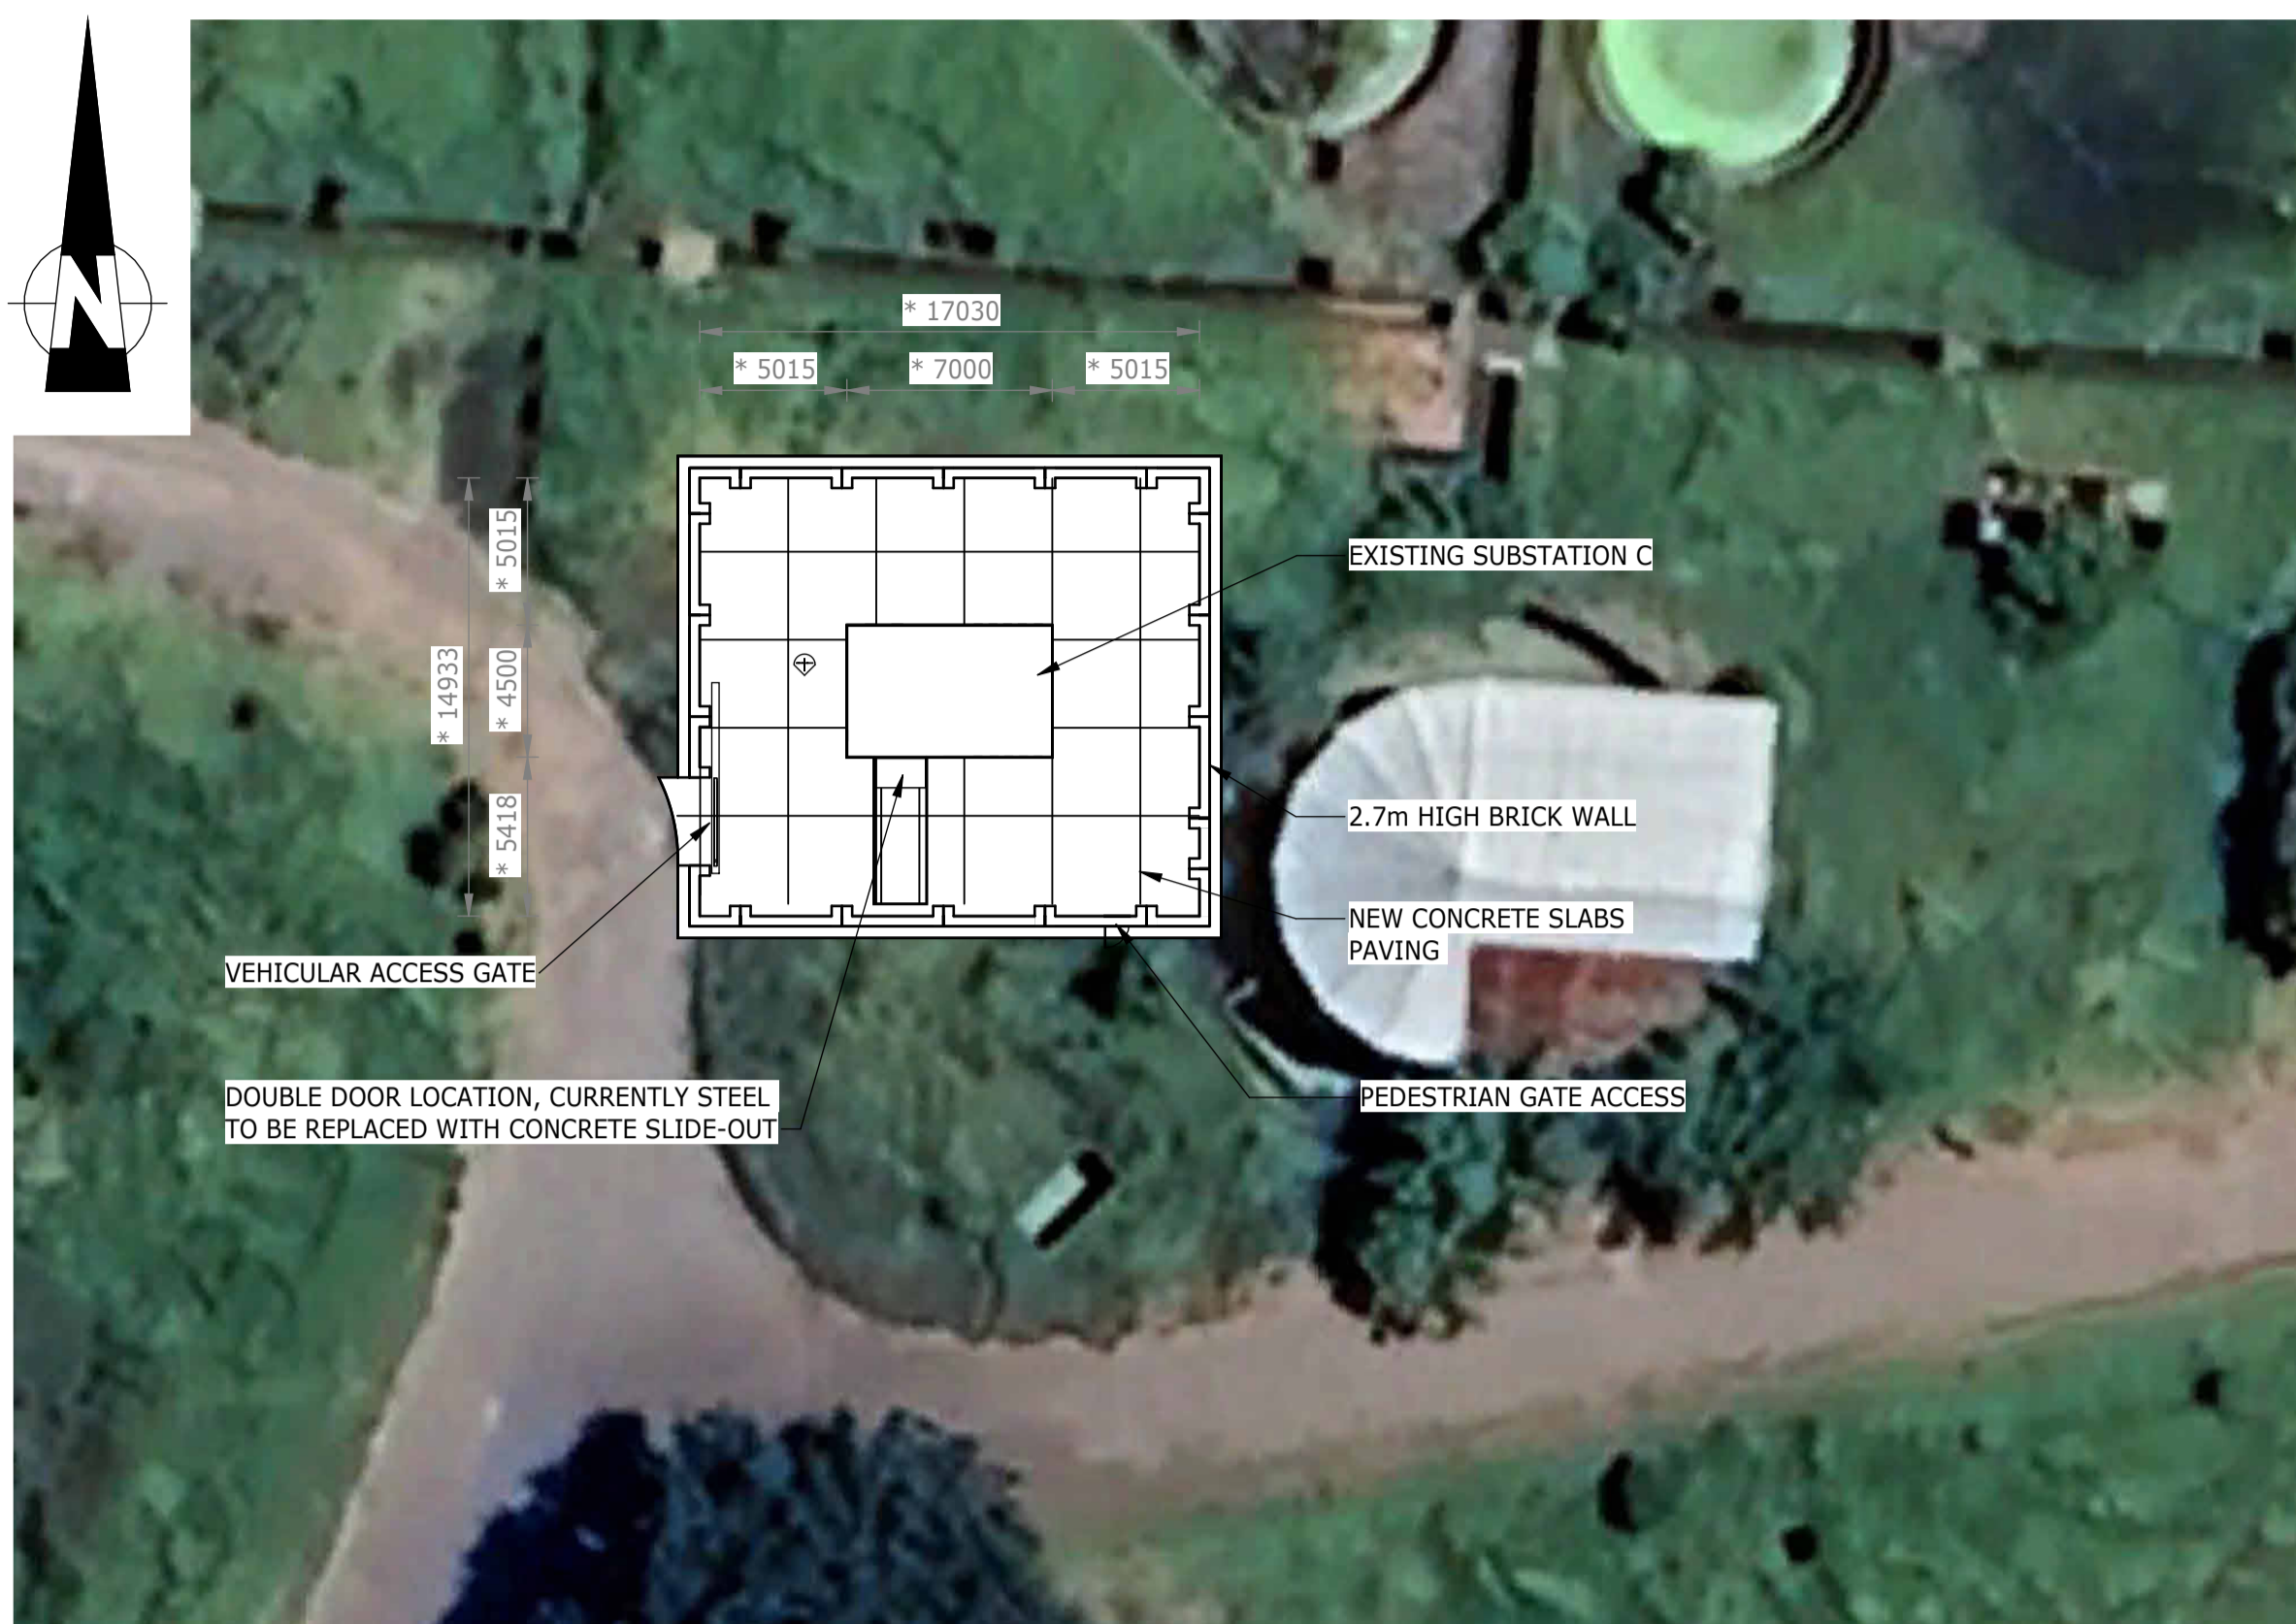 N
* 17030
* 5015
* 7000
* 5015
* 5015
* 4500
* 14933
* 5418
EXISTING SUBSTATION C
2.7m HIGH BRICK WALL
NEW CONCRETE SLABS
PAVING
VEHICULAR ACCESS GATE
DOUBLE DOOR LOCATION, CURRENTLY STEEL
TO BE REPLACED WITH CONCRETE SLIDE-OUT
PEDESTRIAN GATE ACCESS